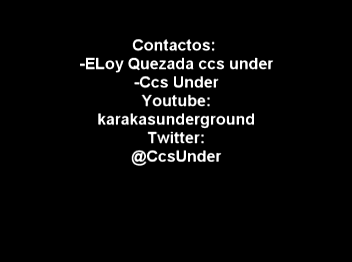 Contactos:
-ELoy Quezada ccs under
-Ccs Under
Youtube:
karakasunderground
Twitter:
@CcsUnder